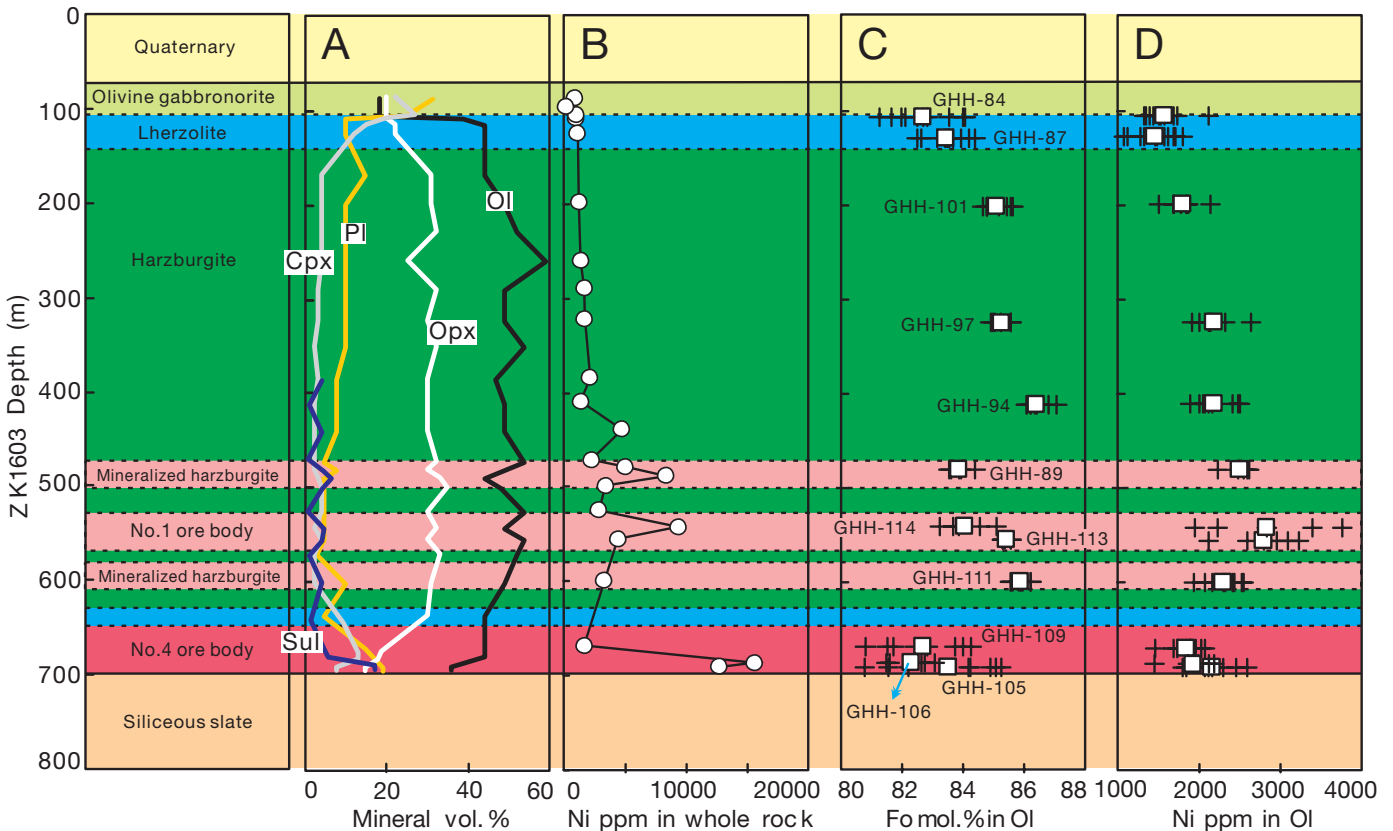 ZK1603 Depth (m)
0
100
200
300
400
500
600
700
800
Quaternary
Olivine gabbronorite
Lherzolite
Harzburgite
Mineralized harzburgite
No.1 ore body
Mineralized harzburgite
No.4 ore body
Siliceous slate
A
Ol
Pl
Cpx
Opx
Sul
0 20 40 60
Mineral vol.%
B
0 10000 20000
Ni ppm in whole rock
C
GHH-84
GHH-87
GHH-101
GHH-97
GHH-94
GHH-89
GHH-114
GHH-113
GHH-111
GHH-109
GHH-105
GHH-106
80 82 84 86 88
Fo mol.% in Ol
D
1000 2000 3000 4000
Ni ppm in Ol